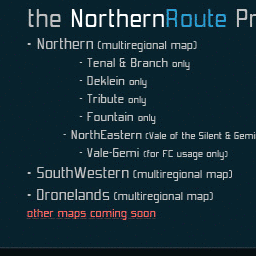 the NorthernRoute Pr
- Northern (multiregional map)
- Tenal & Branch only
- Deklein only
- Tribute only
- Fountain only
- NorthEastern (Vale of the Silent & Gemi
- Vale-Gemi (for FC usage only)
- SouthWestern (multiregional map)
- Dronelands (multiregional map)
other maps coming soon